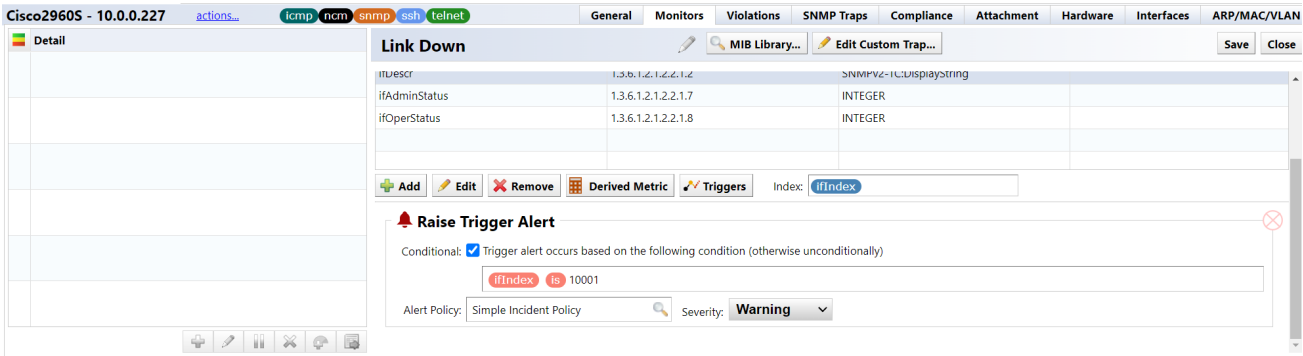 Cisco2960S - 10.0.0.227 actions... icmp ncm snmp ssh telnet General Monitors Violations SNMP Traps Compliance Attachment Hardware Interfaces ARP/MAC/VLAN
Detail
Link Down MIB Library... Edit Custom Trap... Save Close
ifDescr 1.3.6.1.2.1.2.2.1.2 SNMPv2-TC:DisplayString
ifAdminStatus 1.3.6.1.2.1.2.2.1.7 INTEGER
ifOperStatus 1.3.6.1.2.1.2.2.1.8 INTEGER
Add Edit Remove Derived Metric Triggers Index: ifIndex
Raise Trigger Alert
Conditional: Trigger alert occurs based on the following condition (otherwise unconditionally)
ifIndex is 10001
Alert Policy: Simple Incident Policy Severity: Warning